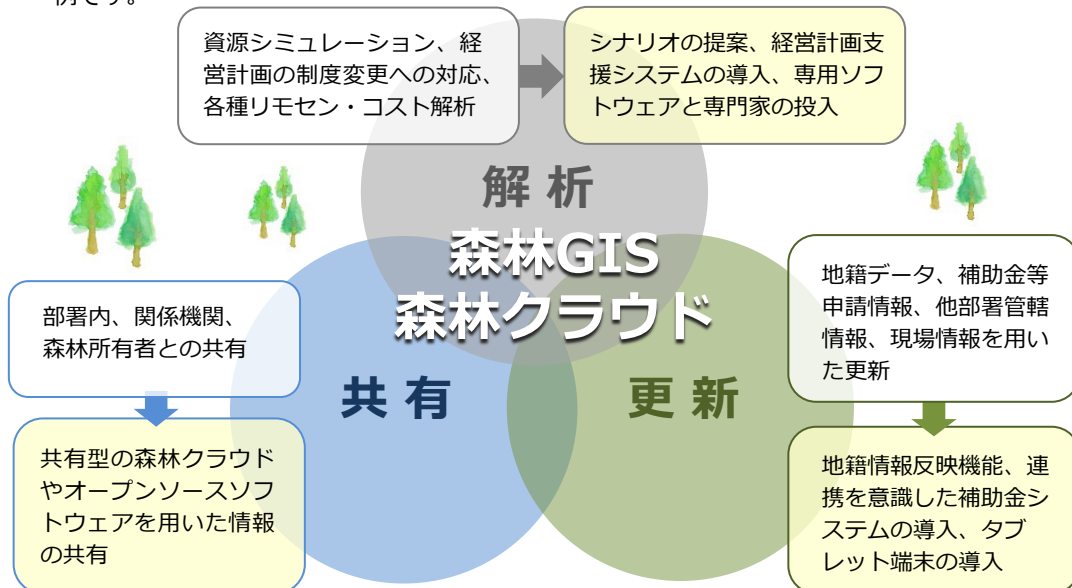 例です。
資源シミュレーション、経
営計画の制度変更への対応、
各種リモセン・コスト解析
シナリオの提案、経営計画支
援システムの導入、専用ソフ
トウェアと専門家の投入
解 析
森林GIS
森林クラウド
部署内、関係機関、
森林所有者との共有
地籍データ、補助金等
申請情報、他部署管轄
情報、現場情報を用い
た更新
共 有
更 新
共有型の森林クラウド
やオープンソースソフ
トウェアを用いた情報
の共有
地籍情報反映機能、連
携を意識した補助金シ
ステムの導入、タブ
レット端末の導入